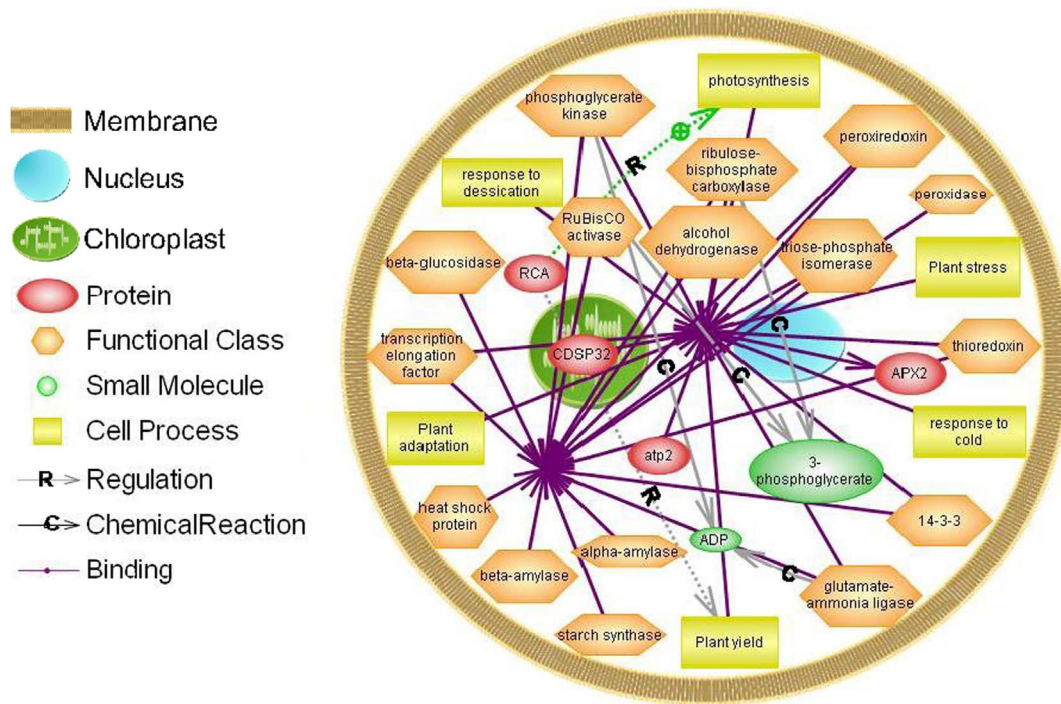 Membrane
Nucleus
Chloroplast
Protein
Functional Class
Small Molecule
Cell Process
R Regulation
C ChemicalReaction
Binding
photosynthesis
phosphoglycerate
kinase
peroxiredoxin
R
ribulose-
bisphosphate
carboxylase
response to
dessication
peroxidase
RuBisCO
activase
alcohol
dehydrogenase
triose-phosphate
isomerase
beta-glucosidase
RCA
Plant stress
transcription
elongation
factor
CDSP32
C
thioredoxin
C
C
APX2
Plant
adaptation
response to
cold
atp2
3-
phosphoglycerate
R
heat shock
protein
14-3-3
alpha-amylase
ADP
beta-amylase
C
glutamate-
ammonia ligase
starch synthase
Plant yield